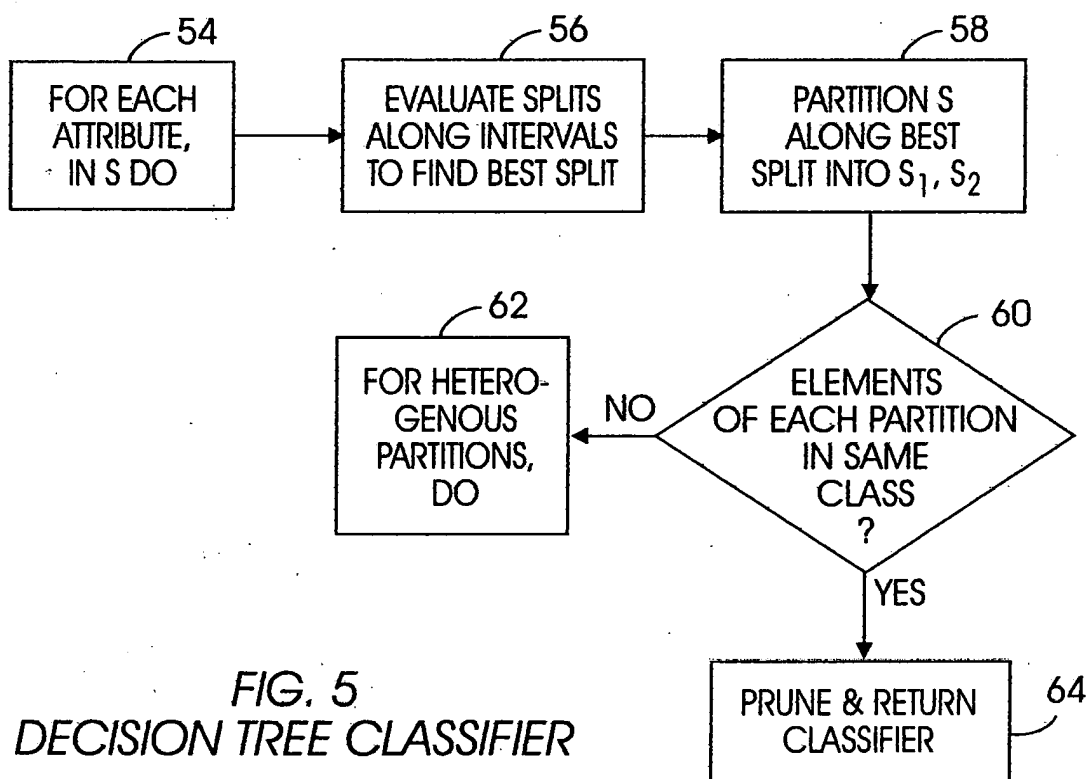 54
FOR EACH
ATTRIBUTE,
IN S DO
56
EVALUATE SPLITS
ALONG INTERVALS
TO FIND BEST SPLIT
58
PARTITION S
ALONG BEST
SPLIT INTO S1, S2
60
ELEMENTS
OF EACH PARTITION
IN SAME
CLASS
?
NO
62
FOR HETERO-
GENOUS
PARTITIONS,
DO
YES
64
PRUNE & RETURN
CLASSIFIER
FIG. 5
DECISION TREE CLASSIFIER